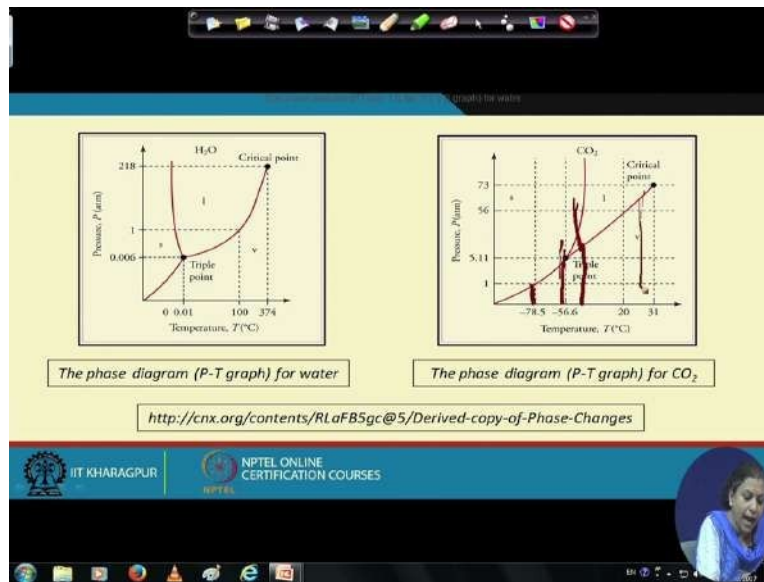 H₂O
Critical point
218
l
1
s
v
0.006
Triple
point
0 0.01 100 374
Pressure, P (atm)
Temperature, T (°C)
CO₂
Critical
point
73
s
l
56
v
5.11
Triple
point
1
−78.5 −56.6 20 31
Pressure, P (atm)
Temperature, T (°C)
The phase diagram (P-T graph) for water
The phase diagram (P-T graph) for CO₂
http://cnx.org/contents/RLaFB5gc@5/Derived-copy-of-Phase-Changes
IIT KHARAGPUR
NPTEL
NPTEL ONLINE
CERTIFICATION COURSES
EN
2017